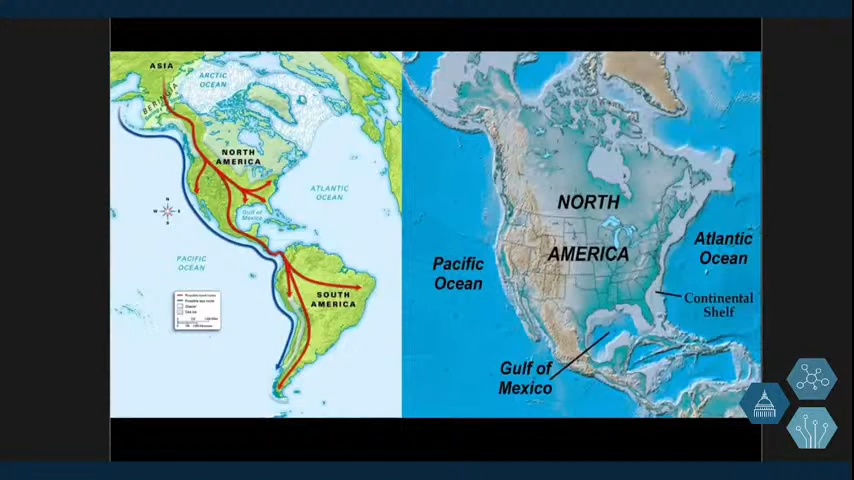 ASIA
ARCTIC
OCEAN
BERINGIA
NORTH
AMERICA
ATLANTIC
OCEAN
N
W
E
S
Gulf of
Mexico
PACIFIC
OCEAN
SOUTH
AMERICA
NORTH
AMERICA
Pacific
Ocean
Atlantic
Ocean
Continental
Shelf
Gulf of
Mexico